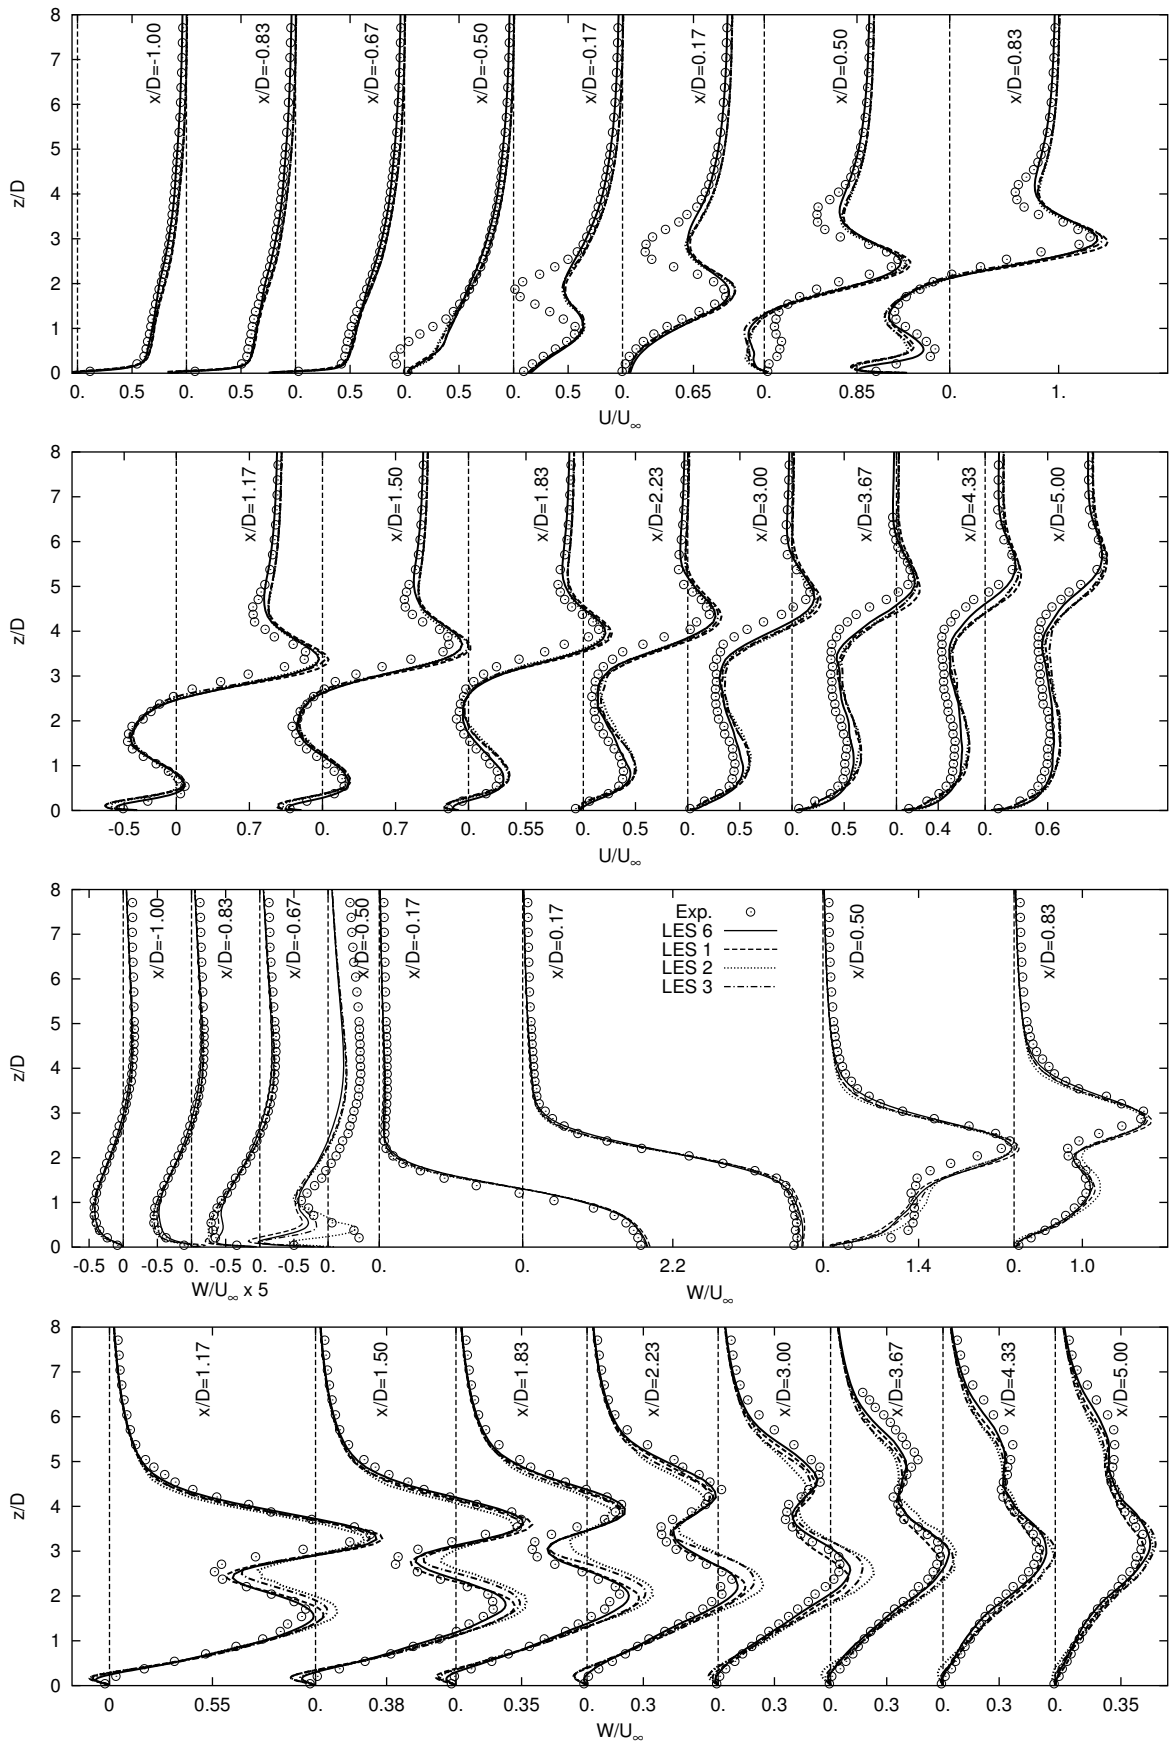 8
7
6
5
4
3
2
1
0
z/D
x/D=-1.00
x/D=-0.83
x/D=-0.67
x/D=-0.50
x/D=-0.17
x/D=0.17
x/D=0.50
x/D=0.83
0. 0.5 0. 0.5 0. 0.5 0. 0.5 0. 0.5 0. 0.65 0. 0.85 0. 1.
U/U∞
8
7
6
5
4
3
2
1
0
z/D
x/D=1.17
x/D=1.50
x/D=1.83
x/D=2.23
x/D=3.00
x/D=3.67
x/D=4.33
x/D=5.00
-0.5 0 0.7 0. 0.7 0. 0.55 0. 0.5 0. 0.5 0. 0.5 0. 0.4 0. 0.6
U/U∞
8
7
6
5
4
3
2
1
0
z/D
x/D=-1.00
x/D=-0.83
x/D=-0.67
x/D=-0.50
x/D=-0.17
x/D=0.17
Exp.
LES 6
LES 1
LES 2
LES 3
x/D=0.50
x/D=0.83
-0.5 0 -0.5 0. -0.5 0. -0.5 0. 0. 0. 2.2 0. 1.4 0. 1.0
W/U∞ x 5 W/U∞
8
7
6
5
4
3
2
1
0
z/D
x/D=1.17
x/D=1.50
x/D=1.83
x/D=2.23
x/D=3.00
x/D=3.67
x/D=4.33
x/D=5.00
0 0.55 0. 0.38 0. 0.35 0. 0.3 0. 0.3 0. 0.3 0. 0.3 0. 0.35
W/U∞